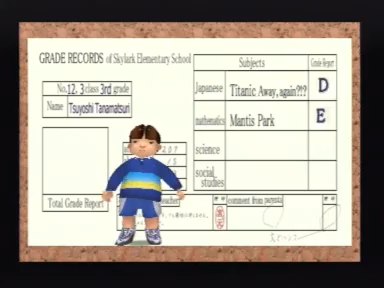 GRADE RECORDS of Skylark Elementary School
No.12. 3 class 3rd grade
Name Tsuyoshi Tanamatsuri
Total Grade Report
Subjects Grade Report
Japanese Titanic Away, again?!? D
mathematics Mantis Park E
science
social studies
comment from parents